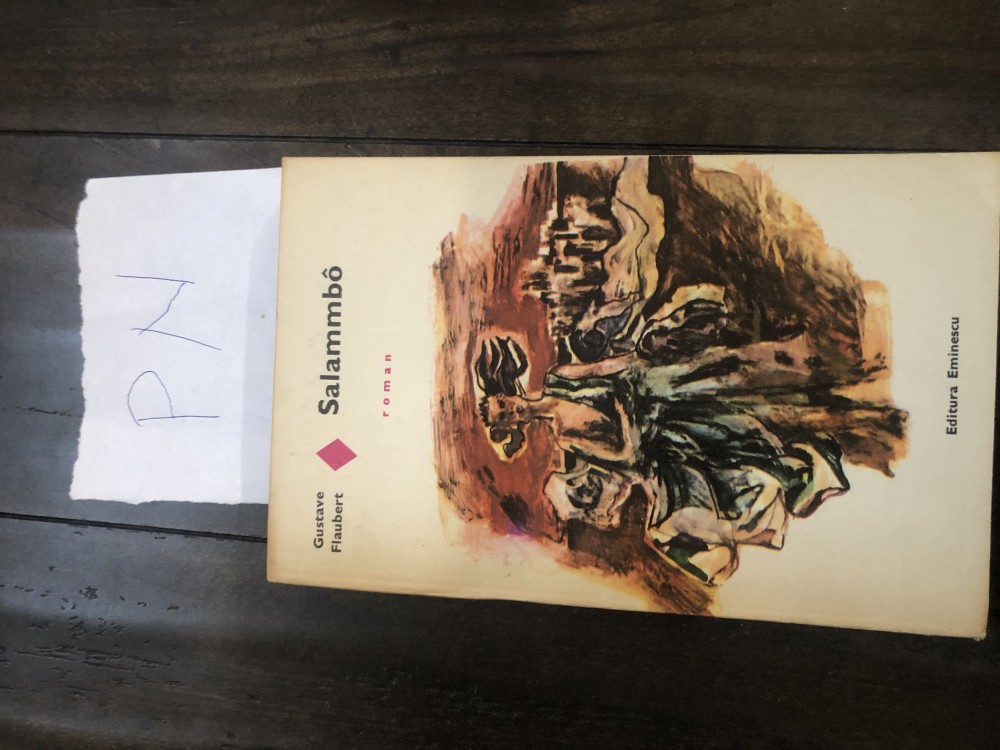 PN
Gustave
Flaubert
Salammbô
roman
Editura Eminescu